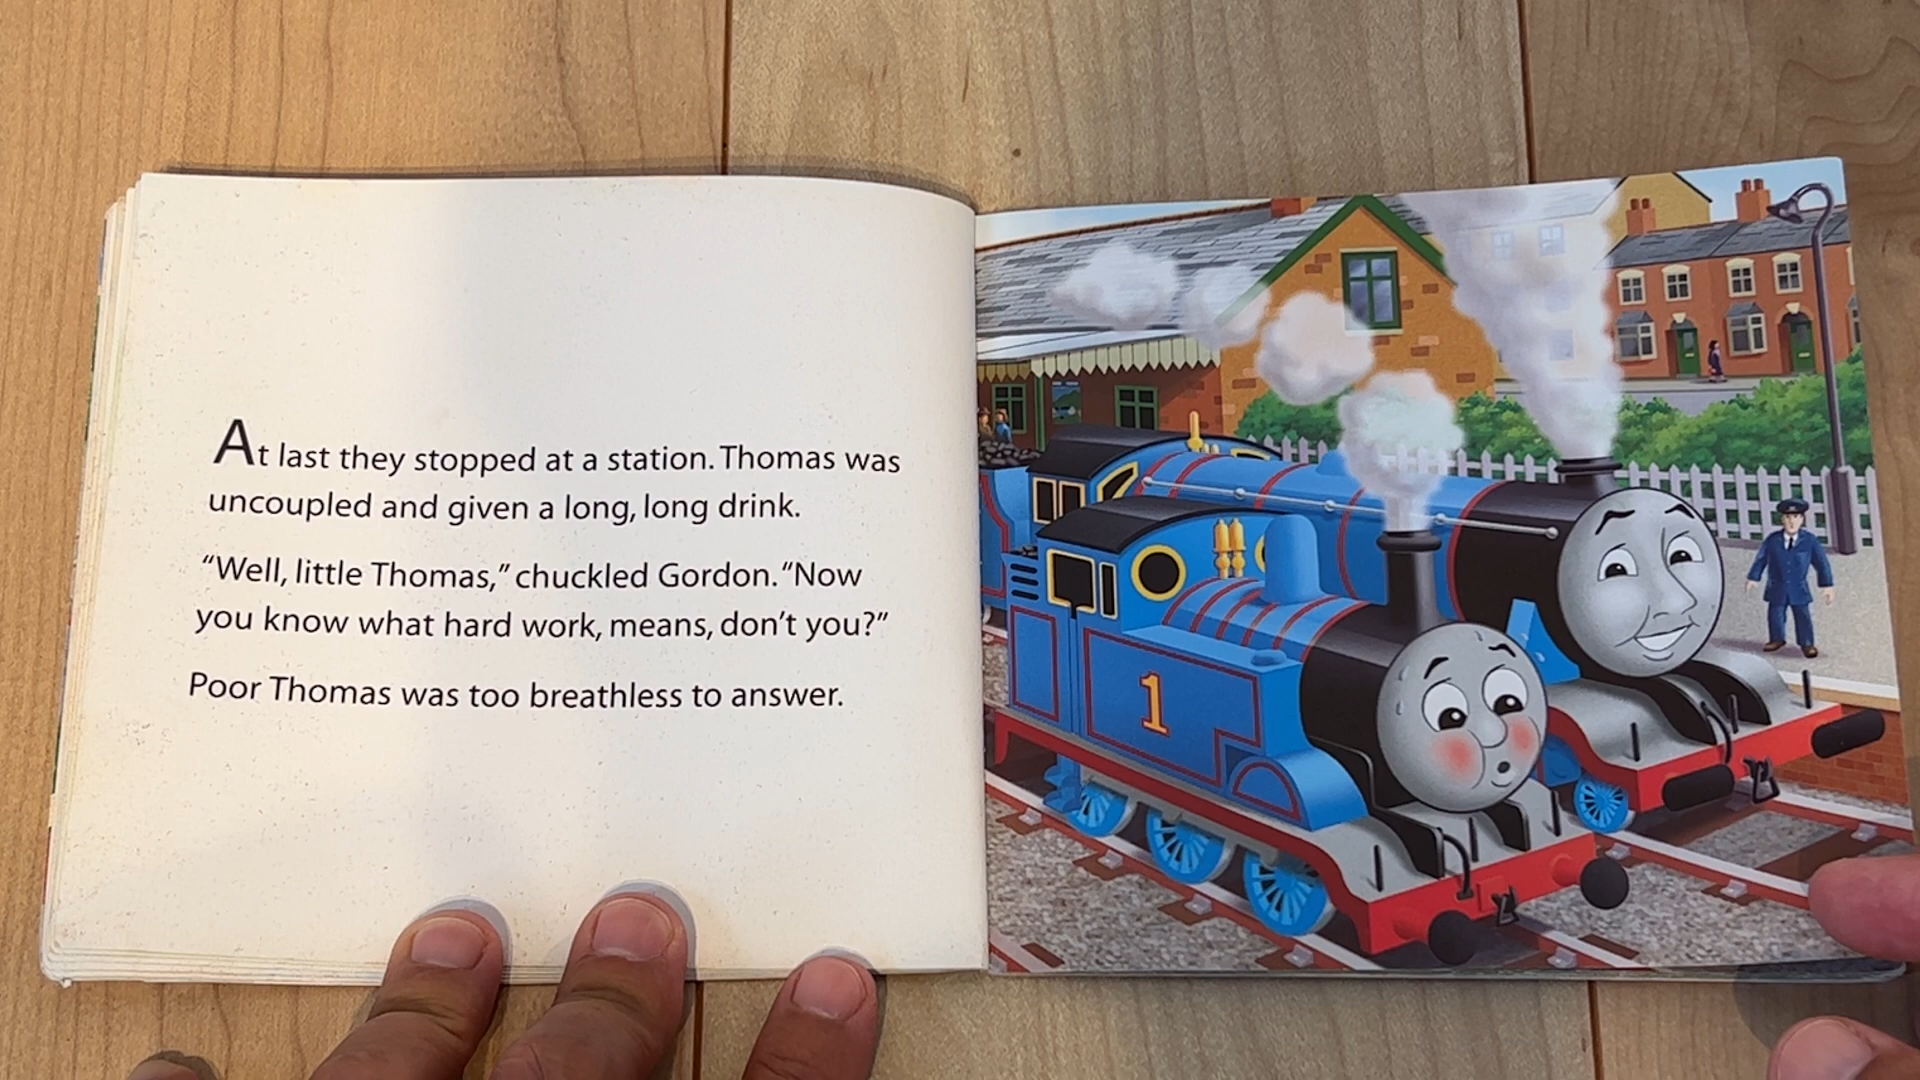 At last they stopped at a station. Thomas was
uncoupled and given a long, long drink.
“Well, little Thomas,” chuckled Gordon. “Now
you know what hard work, means, don’t you?”
Poor Thomas was too breathless to answer.
1